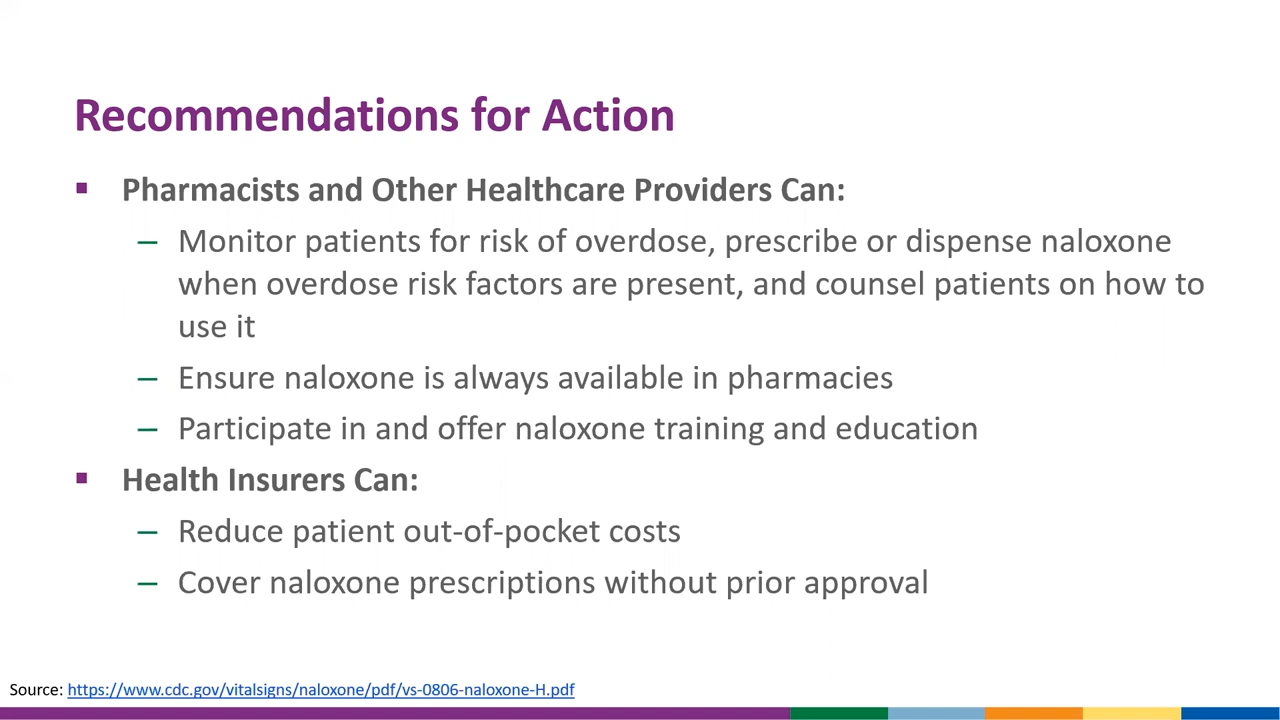 Recommendations for Action
▪ Pharmacists and Other Healthcare Providers Can:
– Monitor patients for risk of overdose, prescribe or dispense naloxone
when overdose risk factors are present, and counsel patients on how to
use it
– Ensure naloxone is always available in pharmacies
– Participate in and offer naloxone training and education
▪ Health Insurers Can:
– Reduce patient out-of-pocket costs
– Cover naloxone prescriptions without prior approval
Source: https://www.cdc.gov/vitalsigns/naloxone/pdf/vs-0806-naloxone-H.pdf